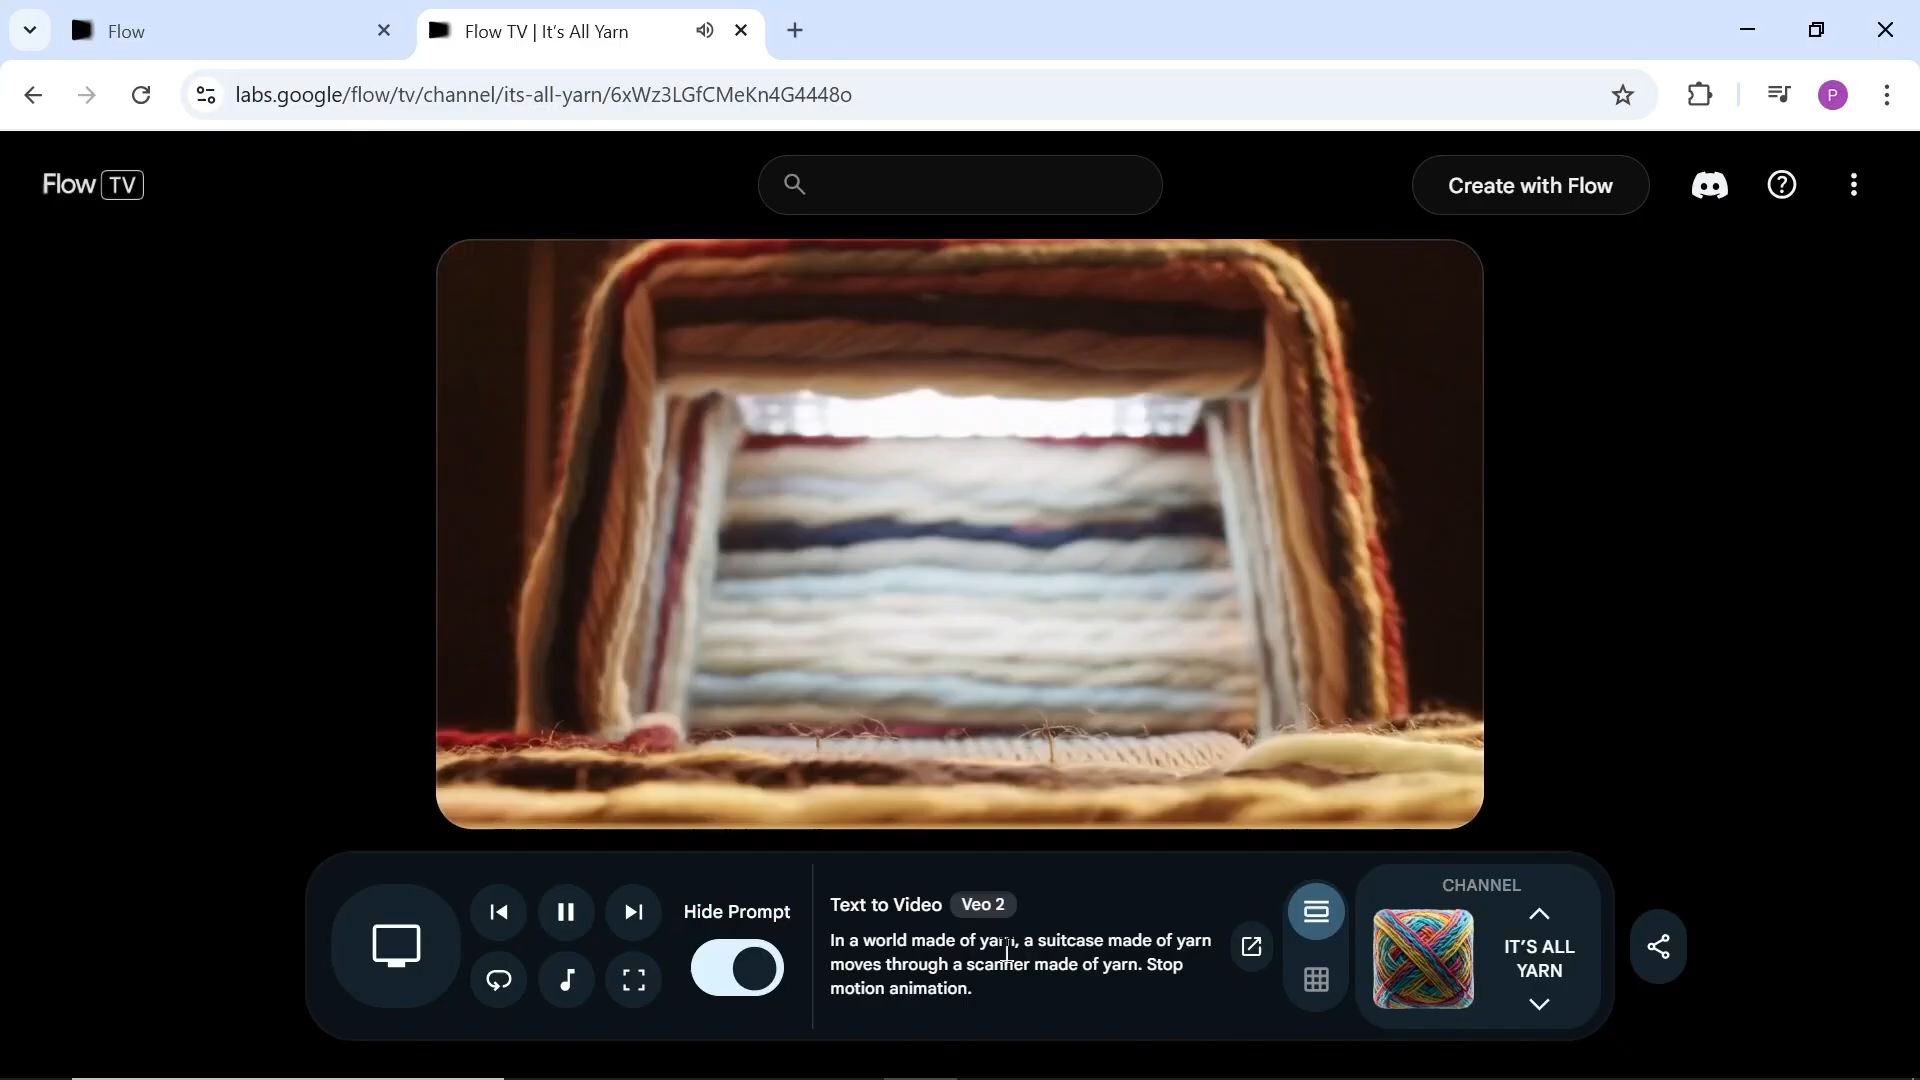 Flow
Flow TV | It's All Yarn
labs.google/flow/tv/channel/its-all-yarn/6xWz3LGfCMeKn4G4448o
P
Flow TV
Create with Flow
Hide Prompt
Text to Video Veo 2
In a world made of yarn, a suitcase made of yarn
moves through a scanner made of yarn. Stop
motion animation.
CHANNEL
IT'S ALL
YARN